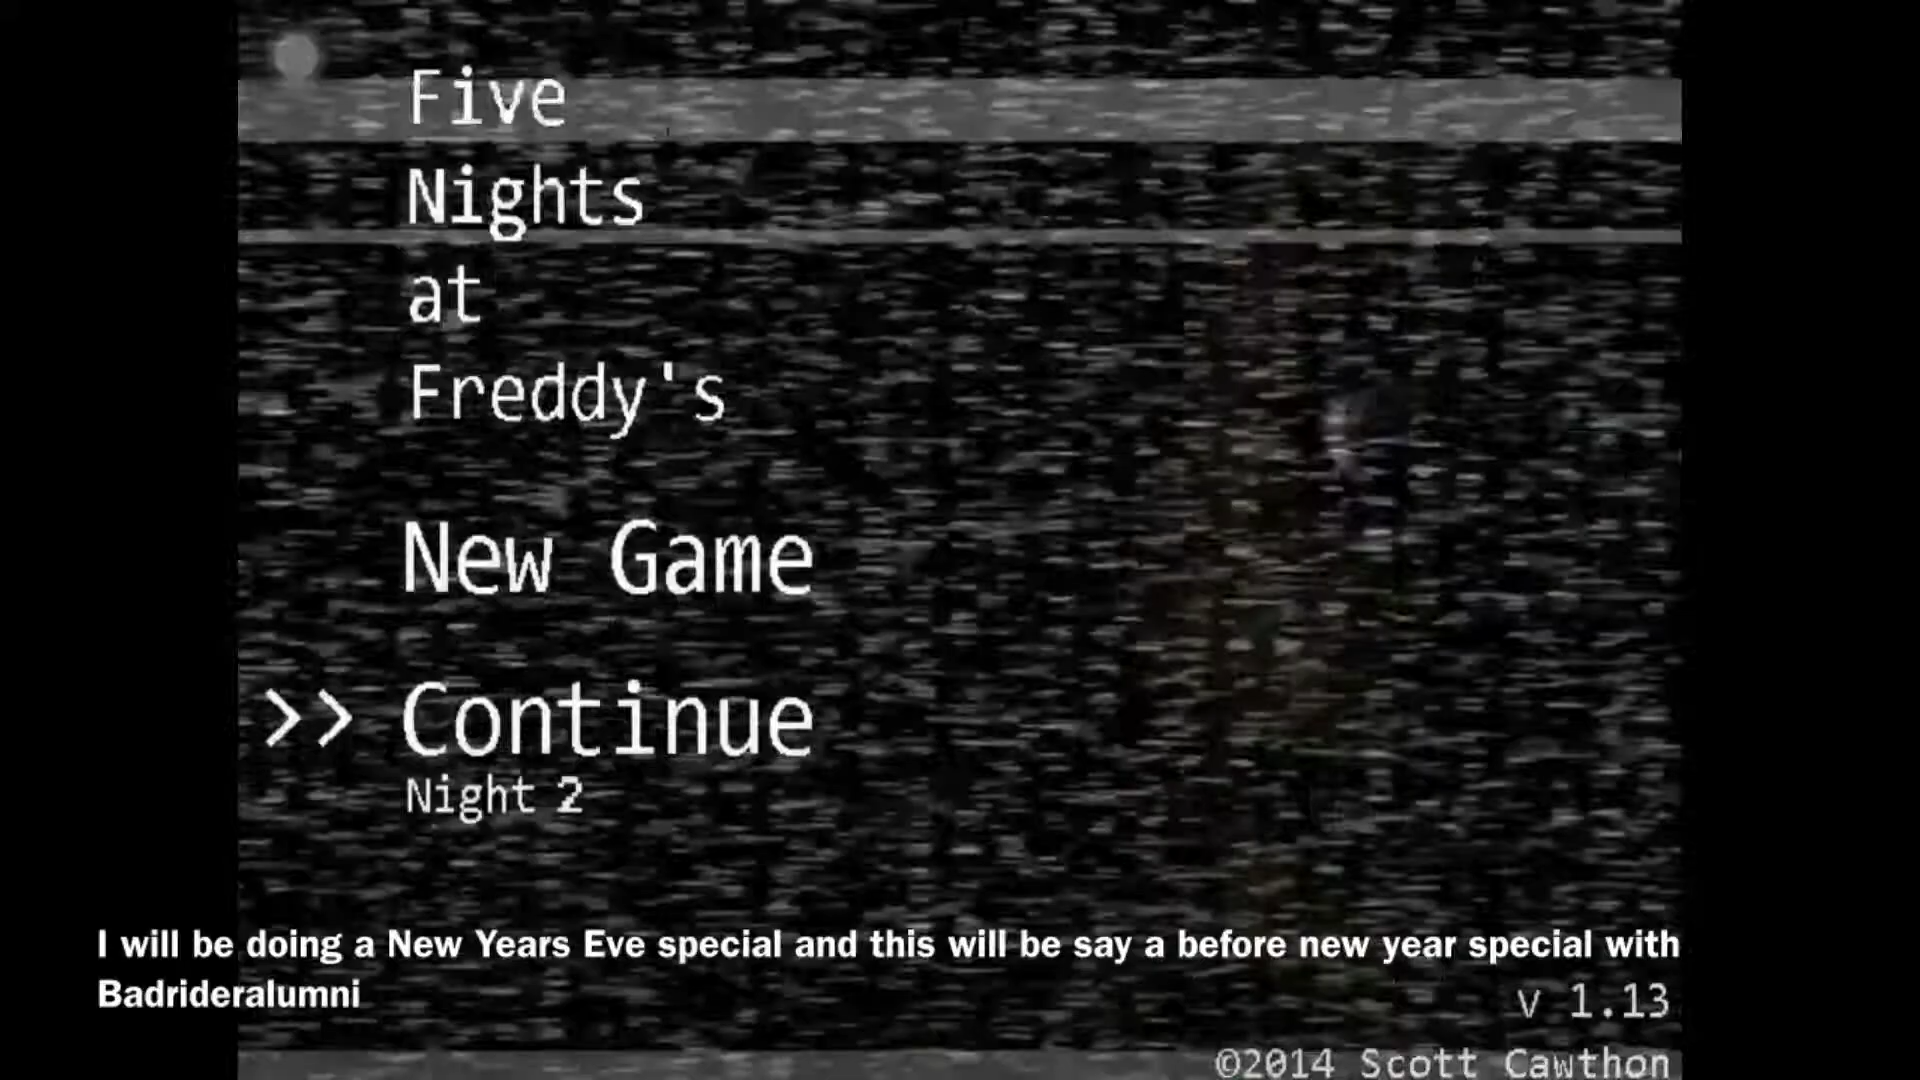 Five
Nights
at
Freddy's
New Game
>> Continue
Night 2
I will be doing a New Years Eve special and this will be say a before new year special with
Badrideralumni
v 1.13
©2014 Scott Cawthon